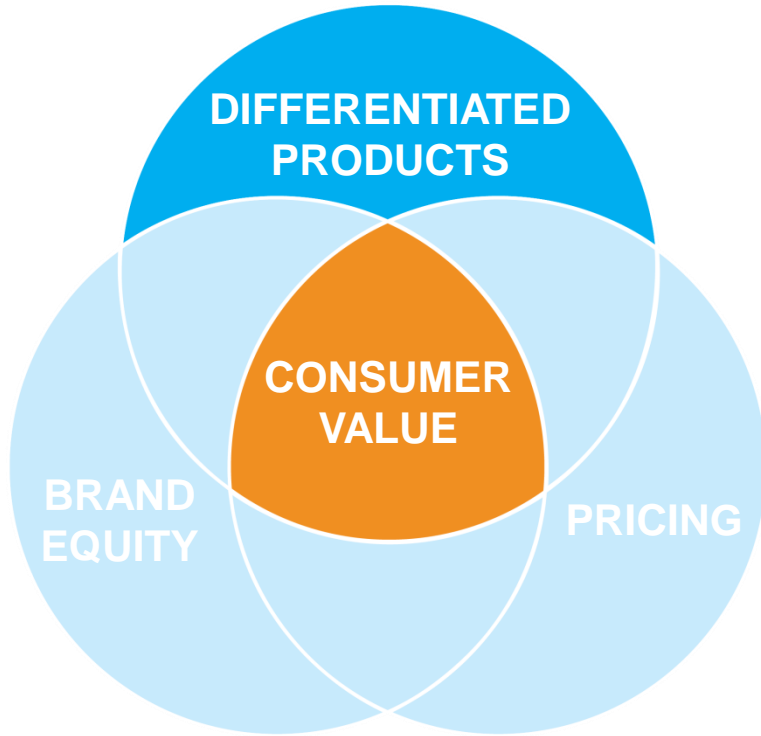 DIFFERENTIATED
PRODUCTS
CONSUMER
VALUE
BRAND
EQUITY
PRICING